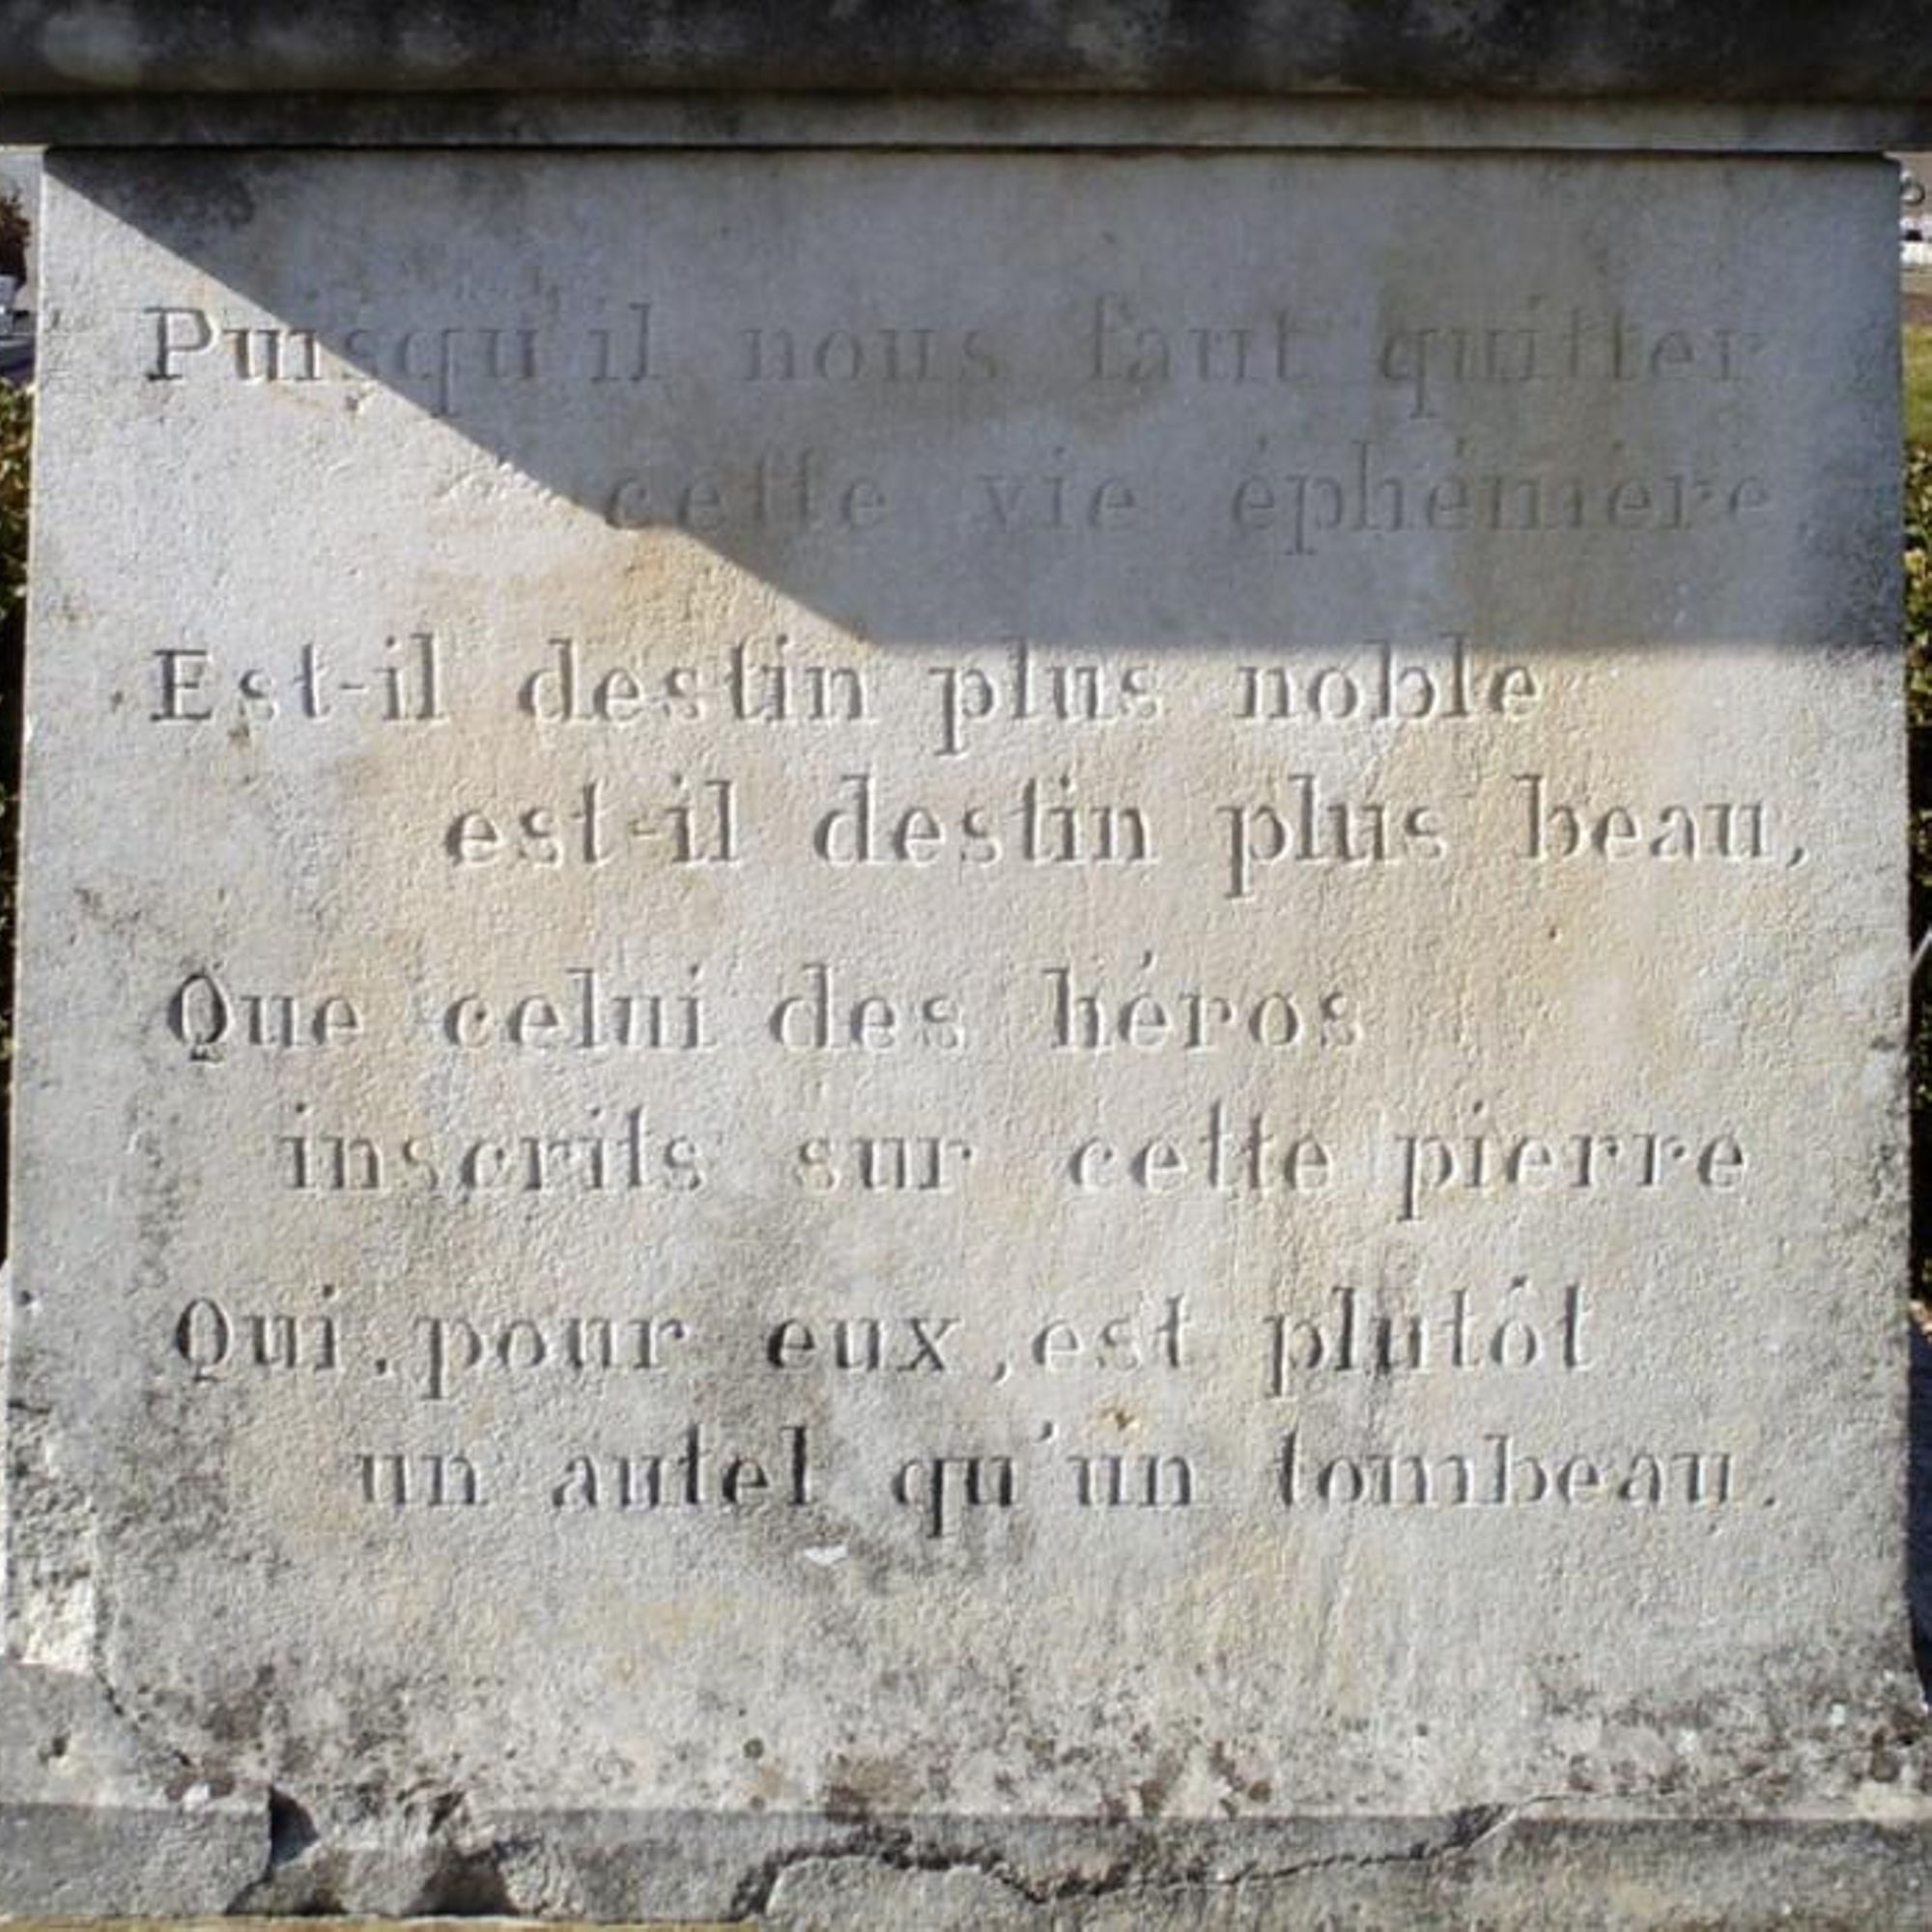 Puisqu'il nous faut quitter
cette vie éphémère,
Est-il destin plus noble
est-il destin plus beau,
Que celui des héros
inscrits sur cette pierre
Qui, pour eux, est plutôt
un autel qu'un tombeau.